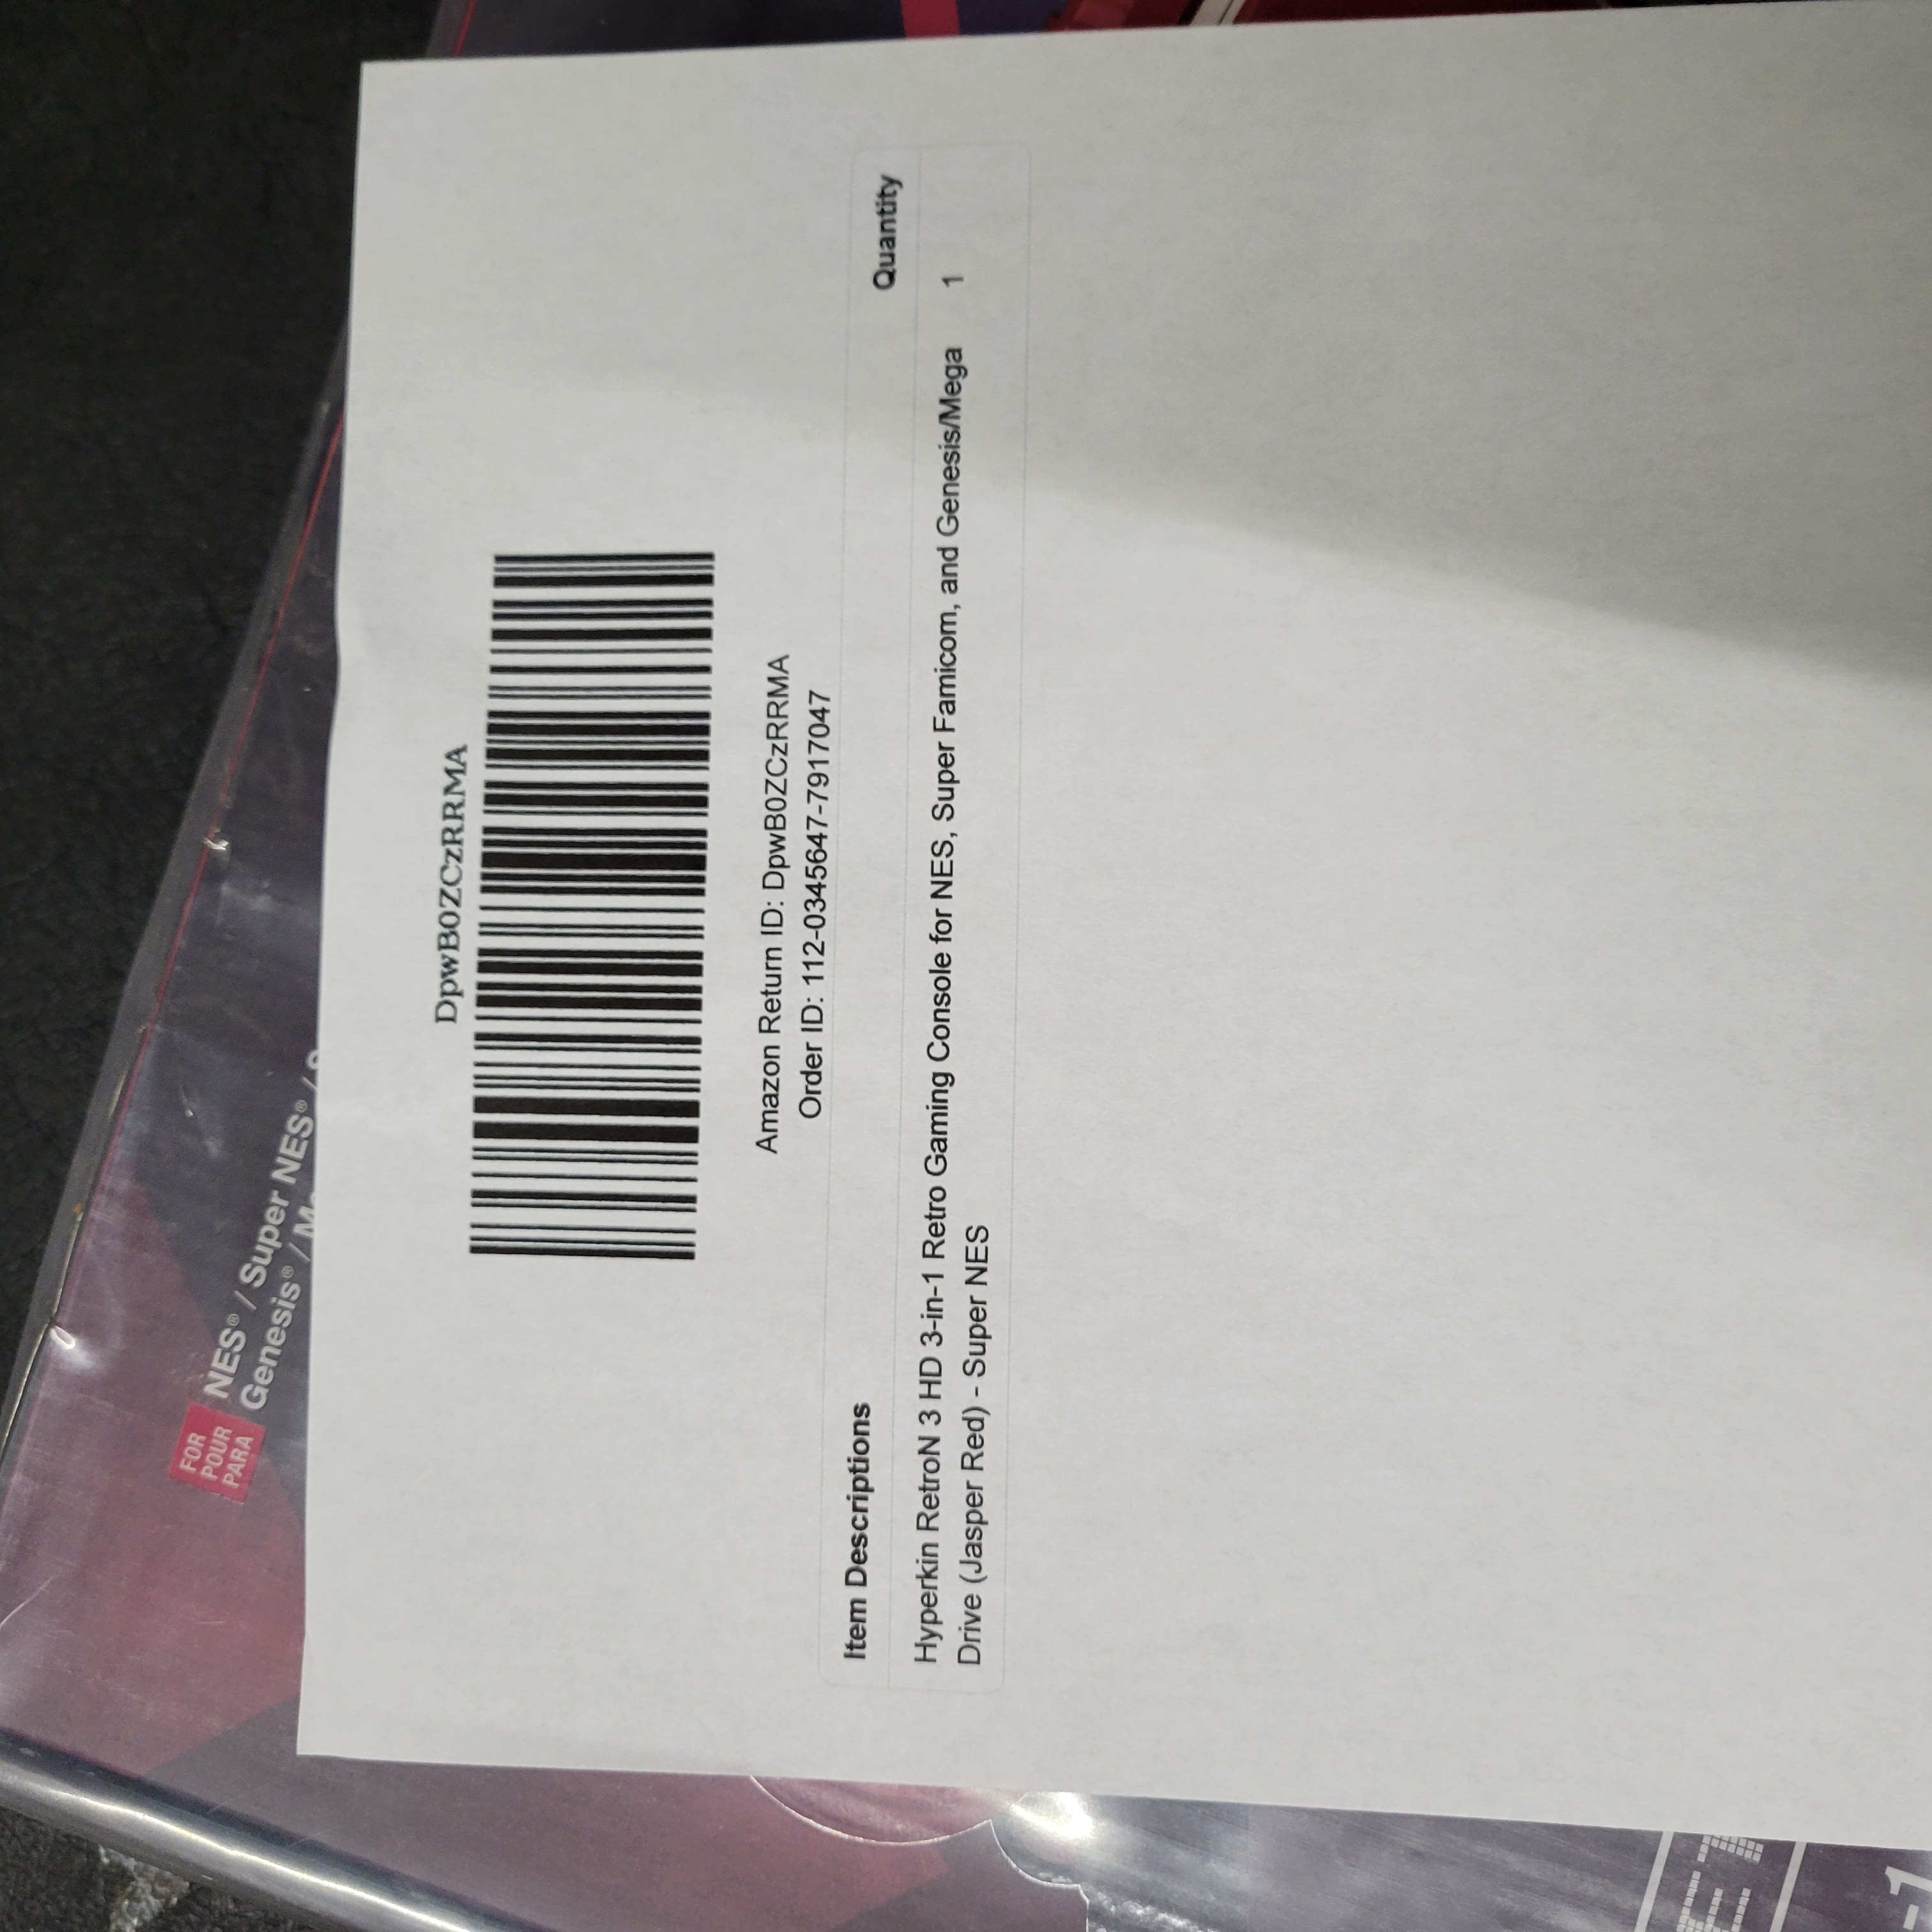 DpwB0ZCzRRMA
Amazon Return ID: DpwB0ZCzRRMA
Order ID: 112-0345647-7917047
Item Descriptions Quantity
Hyperkin RetroN 3 HD 3-in-1 Retro Gaming Console for NES, Super Famicom, and Genesis/Mega 1
Drive (Jasper Red) - Super NES
FOR
POUR
PARA
NES® / Super NES® /
Genesis® /